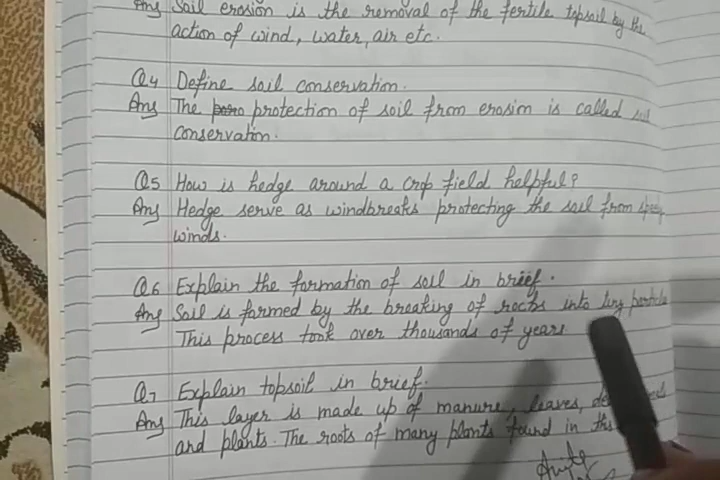 Ans Soil erosion is the removal of the fertile topsoil by the
action of wind, water, air etc.
Q4 Define soil conservation.
Ans The protection of soil from erosion is called soil
conservation.
Q5 How is hedge around a crop field helpful?
Ans Hedge serve as windbreaks protecting the soil from
winds.
Q6 Explain the formation of soil in brief.
Ans Soil is formed by the breaking of rocks into tiny particles
This process took over thousands of years.
Q7 Explain topsoil in brief.
Ans This layer is made up of manure, leaves,
and plants. The roots of many plants found in this